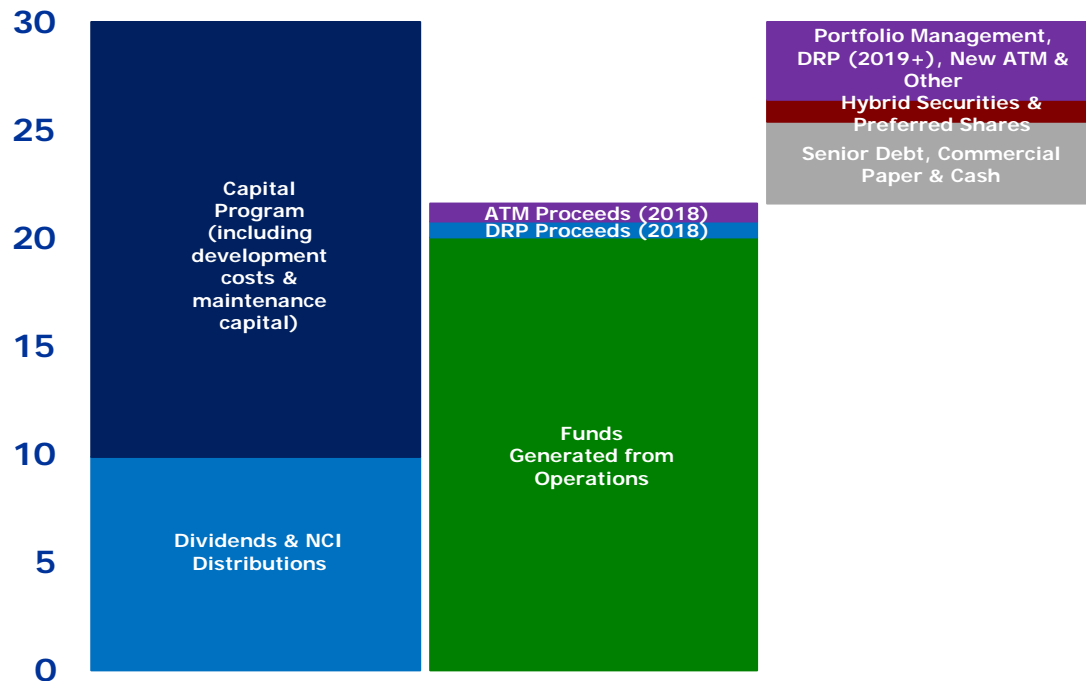 30
25
20
15
10
5
0
Capital
Program
(including
development
costs &
maintenance
capital)
Dividends & NCI
Distributions
ATM Proceeds (2018)
DRP Proceeds (2018)
Funds
Generated from
Operations
Portfolio Management,
DRP (2019+), New ATM &
Other
Hybrid Securities &
Preferred Shares
Senior Debt, Commercial
Paper & Cash